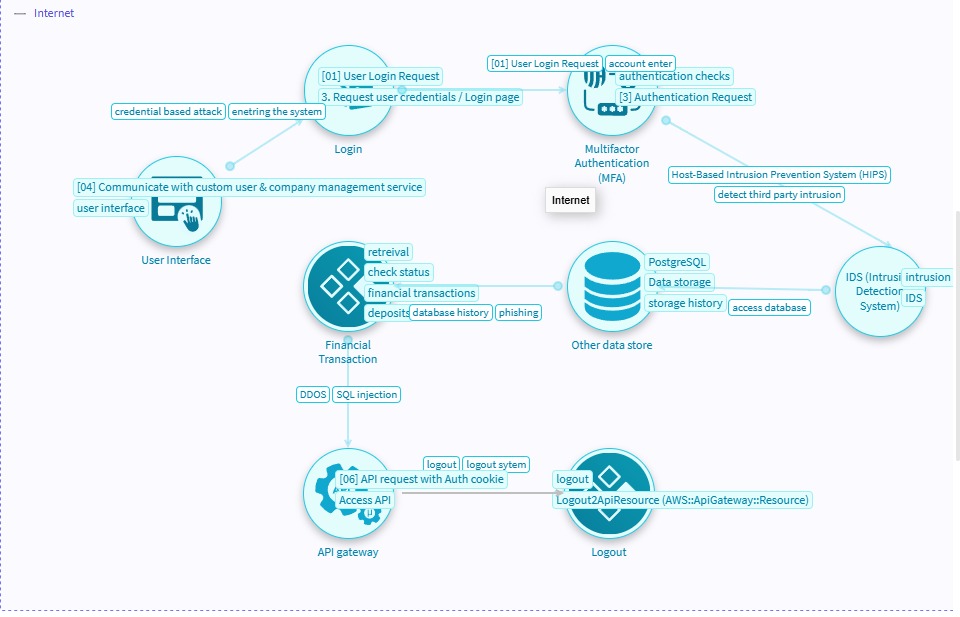 Internet
[01] User Login Request
account enter
[01] User Login Request
authentication checks
3. Request user credentials / Login page
[3] Authentication Request
credential based attack
enetring the system
Login
Multifactor
Authentication
(MFA)
Host-Based Intrusion Prevention System (HIPS)
detect third party intrusion
[04] Communicate with custom user & company management service
user interface
Internet
User Interface
retreival
check status
financial transactions
deposits
database history
phishing
PostgreSQL
Data storage
storage history
access database
IDS (Intrusi
Detection
System)
intrusion
IDS
Financial
Transaction
Other data store
DDOS
SQL injection
logout
logout sytem
[06] API request with Auth cookie
Access API
logout
Logout2ApiResource (AWS::ApiGateway::Resource)
API gateway
Logout